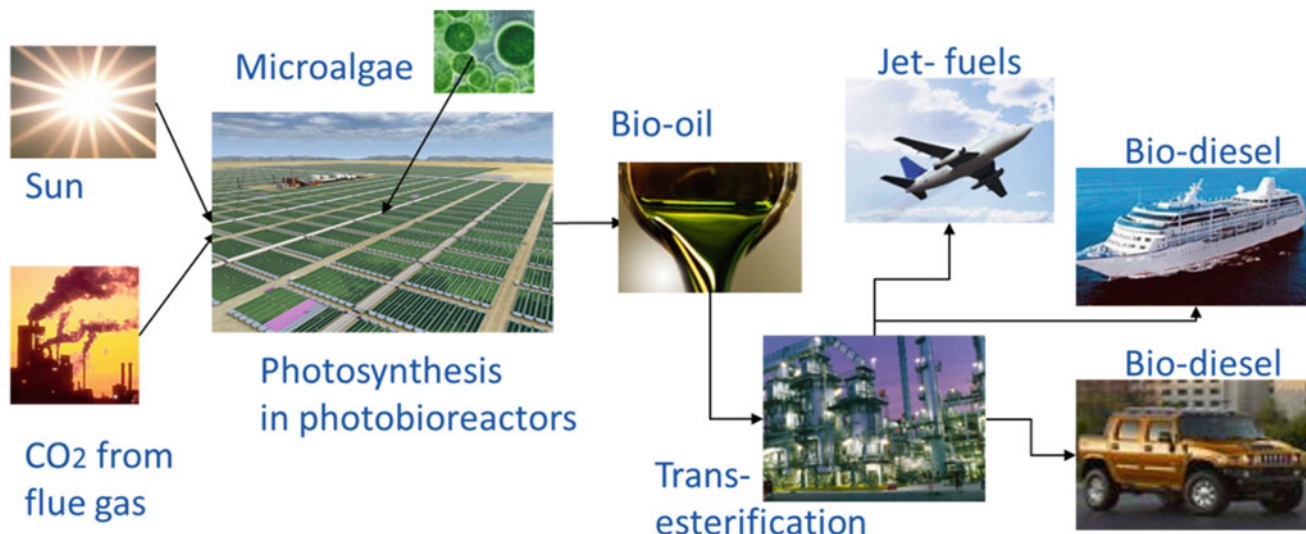 Sun
CO2 from
flue gas
Microalgae
Photosynthesis
in photobioreactors
Bio-oil
Trans-
esterification
Jet- fuels
Bio-diesel
Bio-diesel